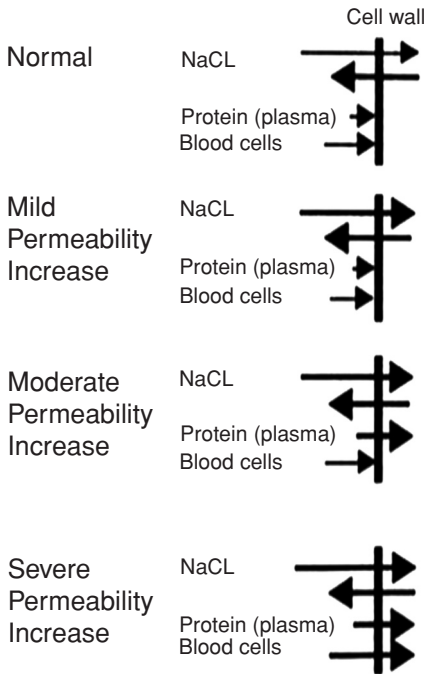 Cell wall
Normal
NaCL
Protein (plasma)
Blood cells
Mild
Permeability
Increase
NaCL
Protein (plasma)
Blood cells
Moderate
Permeability
Increase
NaCL
Protein (plasma)
Blood cells
Severe
Permeability
Increase
NaCL
Protein (plasma)
Blood cells